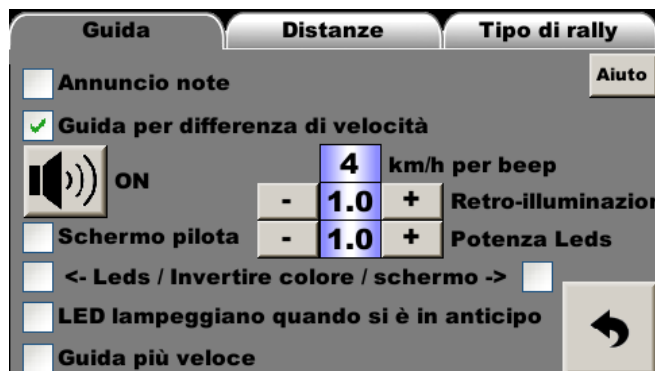 Guida Distanze Tipo di rally
Aiuto
Annuncio note
Guida per differenza di velocità
ON
4 km/h per beep
- 1.0 + Retro-illuminazion
Schermo pilota - 1.0 + Potenza Leds
<- Leds / Invertire colore / schermo ->
LED lampeggiano quando si è in anticipo
Guida più veloce